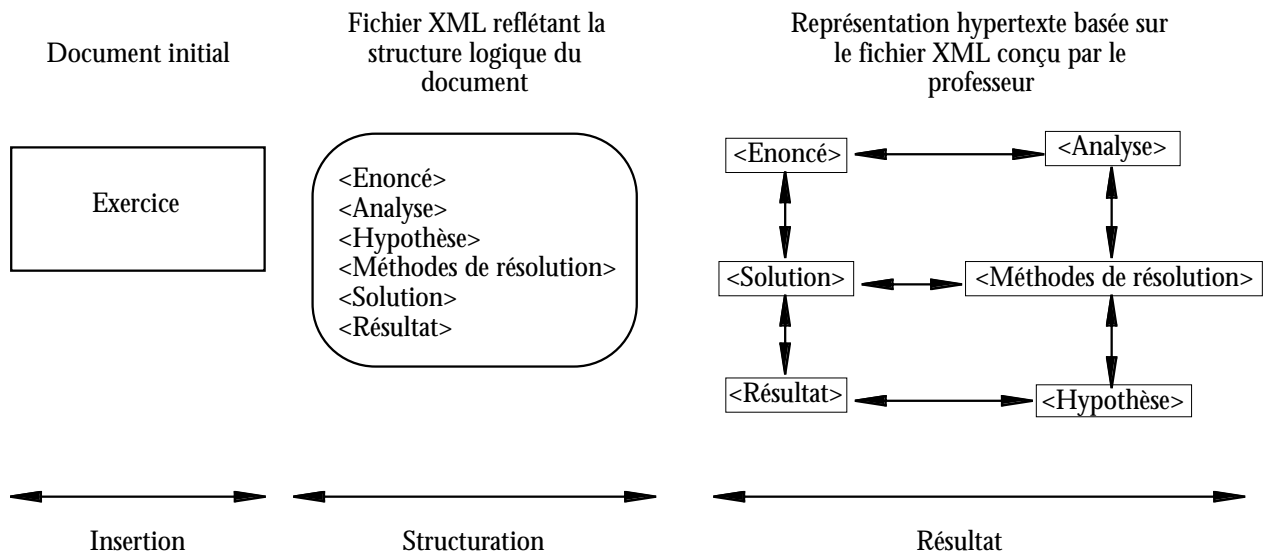 Document initial
Fichier XML reflétant la
structure logique du
document
Représentation hypertexte basée sur
le fichier XML conçu par le
professeur
Exercice
<Enoncé>
<Analyse>
<Hypothèse>
<Méthodes de résolution>
<Solution>
<Résultat>
<Enoncé>
<Analyse>
<Solution>
<Méthodes de résolution>
<Résultat>
<Hypothèse>
Insertion
Structuration
Résultat